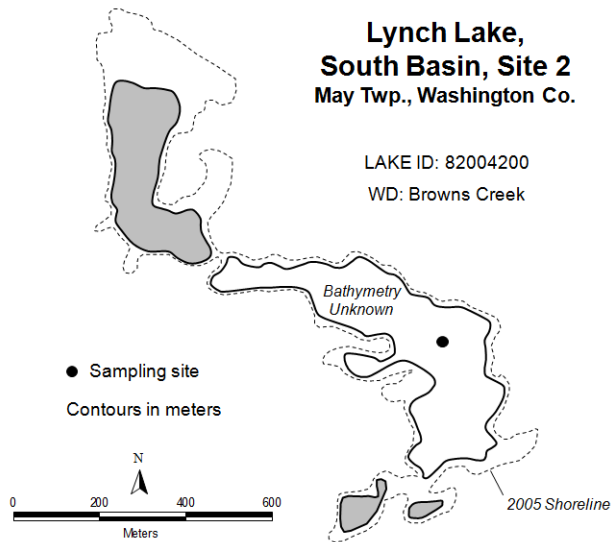 Lynch Lake,
South Basin, Site 2
May Twp., Washington Co.
LAKE ID: 82004200
WD: Browns Creek
Bathymetry
Unknown
Sampling site
Contours in meters
N
0 200 400 600
Meters
2005 Shoreline